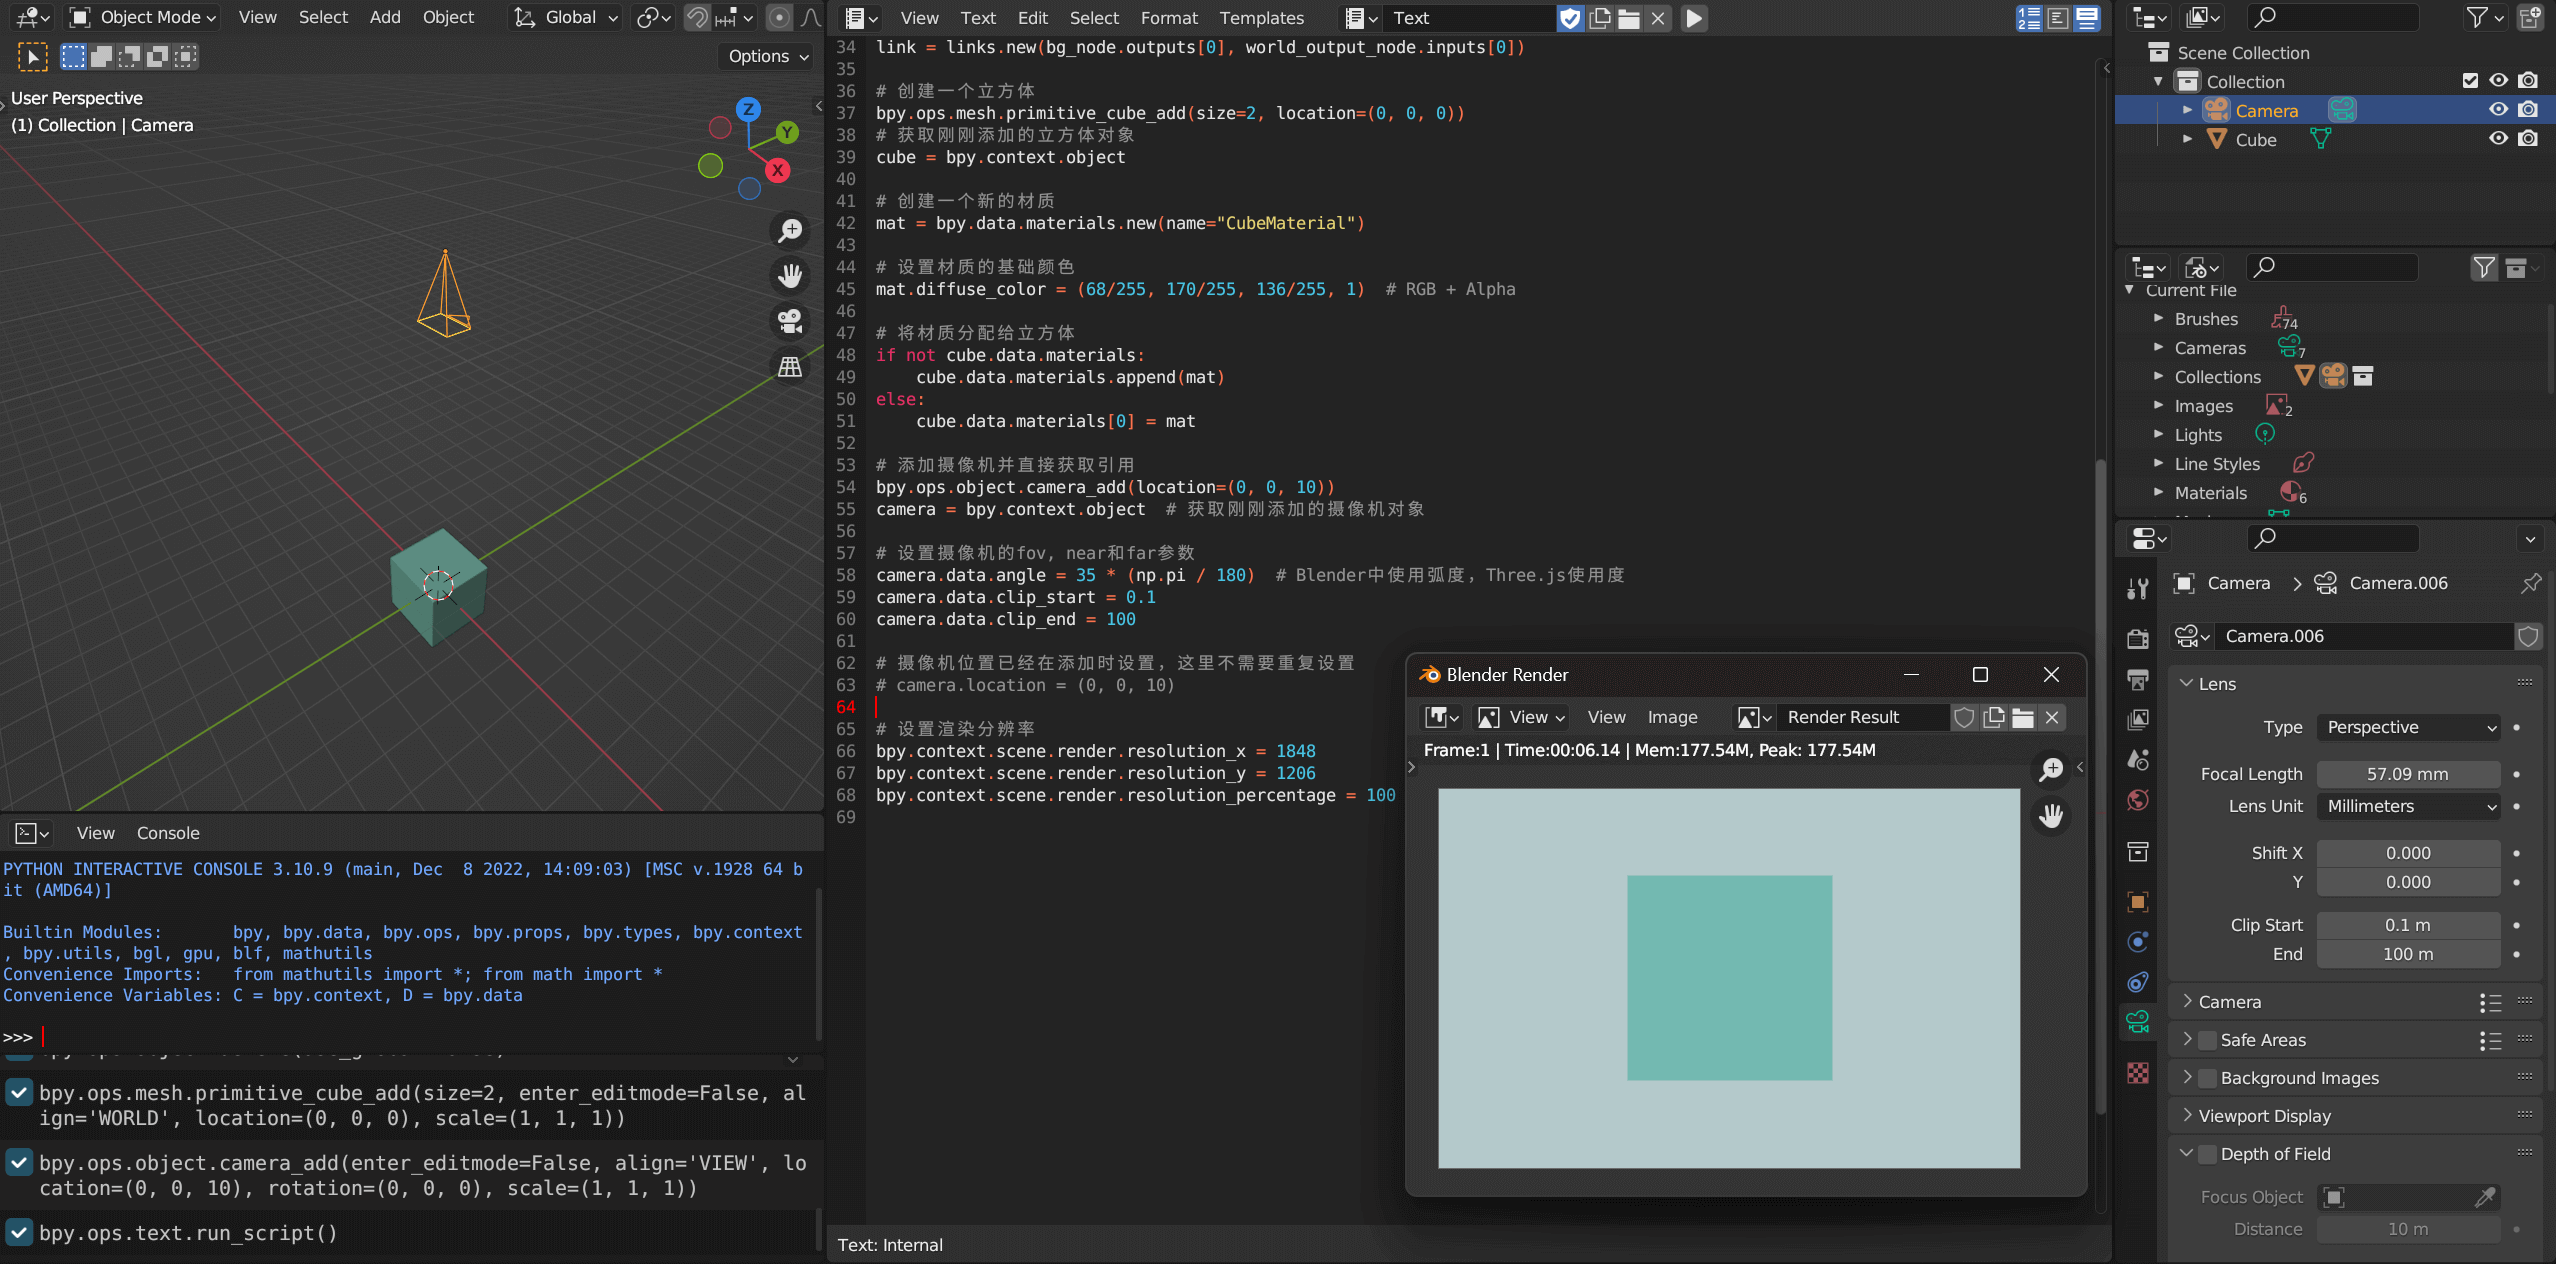 Object Mode View Select Add Object Global
Options
User Perspective
(1) Collection | Camera
Z
Y
X
View Console
PYTHON INTERACTIVE CONSOLE 3.10.9 (main, Dec  8 2022, 14:09:03) [MSC v.1928 64 b
it (AMD64)]
Builtin Modules:       bpy, bpy.data, bpy.ops, bpy.props, bpy.types, bpy.context
, bpy.utils, bgl, gpu, blf, mathutils
Convenience Imports:   from mathutils import *; from math import *
Convenience Variables: C = bpy.context, D = bpy.data
>>>
bpy.ops.mesh.primitive_cube_add(size=2, enter_editmode=False, al
ign='WORLD', location=(0, 0, 0), scale=(1, 1, 1))
bpy.ops.object.camera_add(enter_editmode=False, align='VIEW', lo
cation=(0, 0, 10), rotation=(0, 0, 0), scale=(1, 1, 1))
bpy.ops.text.run_script()
View Text Edit Select Format Templates Text
34 link = links.new(bg_node.outputs[0], world_output_node.inputs[0])
35
36 # 创建一个立方体
37 bpy.ops.mesh.primitive_cube_add(size=2, location=(0, 0, 0))
38 # 获取刚刚添加的立方体对象
39 cube = bpy.context.object
40
41 # 创建一个新的材质
42 mat = bpy.data.materials.new(name="CubeMaterial")
43
44 # 设置材质的基础颜色
45 mat.diffuse_color = (68/255, 170/255, 136/255, 1)  # RGB + Alpha
46
47 # 将材质分配给立方体
48 if not cube.data.materials:
49     cube.data.materials.append(mat)
50 else:
51     cube.data.materials[0] = mat
52
53 # 添加摄像机并直接获取引用
54 bpy.ops.object.camera_add(location=(0, 0, 10))
55 camera = bpy.context.object  # 获取刚刚添加的摄像机对象
56
57 # 设置摄像机的fov, near和far参数
58 camera.data.angle = 35 * (np.pi / 180)  # Blender中使用弧度，Three.js使用度
59 camera.data.clip_start = 0.1
60 camera.data.clip_end = 100
61
62 # 摄像机位置已经在添加时设置，这里不需要重复设置
63 # camera.location = (0, 0, 10)
64
65 # 设置渲染分辨率
66 bpy.context.scene.render.resolution_x = 1848
67 bpy.context.scene.render.resolution_y = 1206
68 bpy.context.scene.render.resolution_percentage = 100
69
Text: Internal
Blender Render
View View Image Render Result
Frame:1 | Time:00:06.14 | Mem:177.54M, Peak: 177.54M
Scene Collection
Collection
Camera
Cube
Current File
Brushes 74
Cameras 7
Collections
Images 2
Lights
Line Styles
Materials 6
Camera > Camera.006
Camera.006
Lens
Type Perspective
Focal Length 57.09 mm
Lens Unit Millimeters
Shift X 0.000
Y 0.000
Clip Start 0.1 m
End 100 m
Camera
Safe Areas
Background Images
Viewport Display
Depth of Field
Focus Object
Distance 10 m